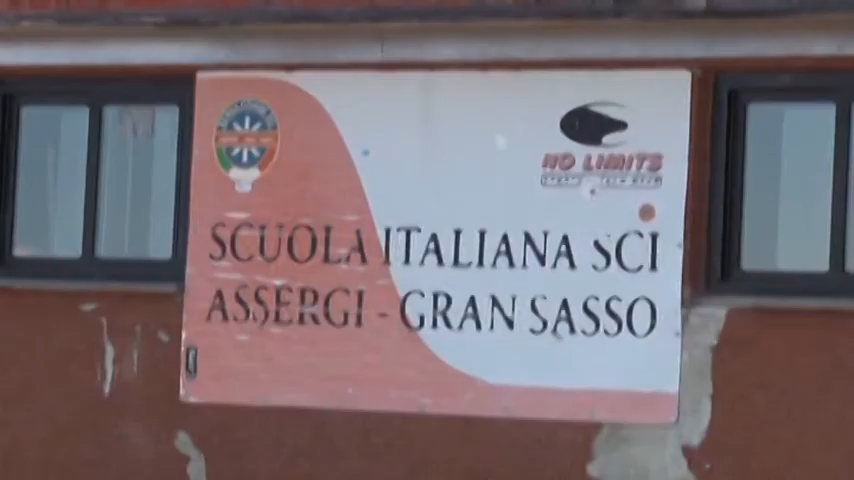 NO LIMITS
SCUOLA ITALIANA SCI
ASSERGI - GRAN SASSO